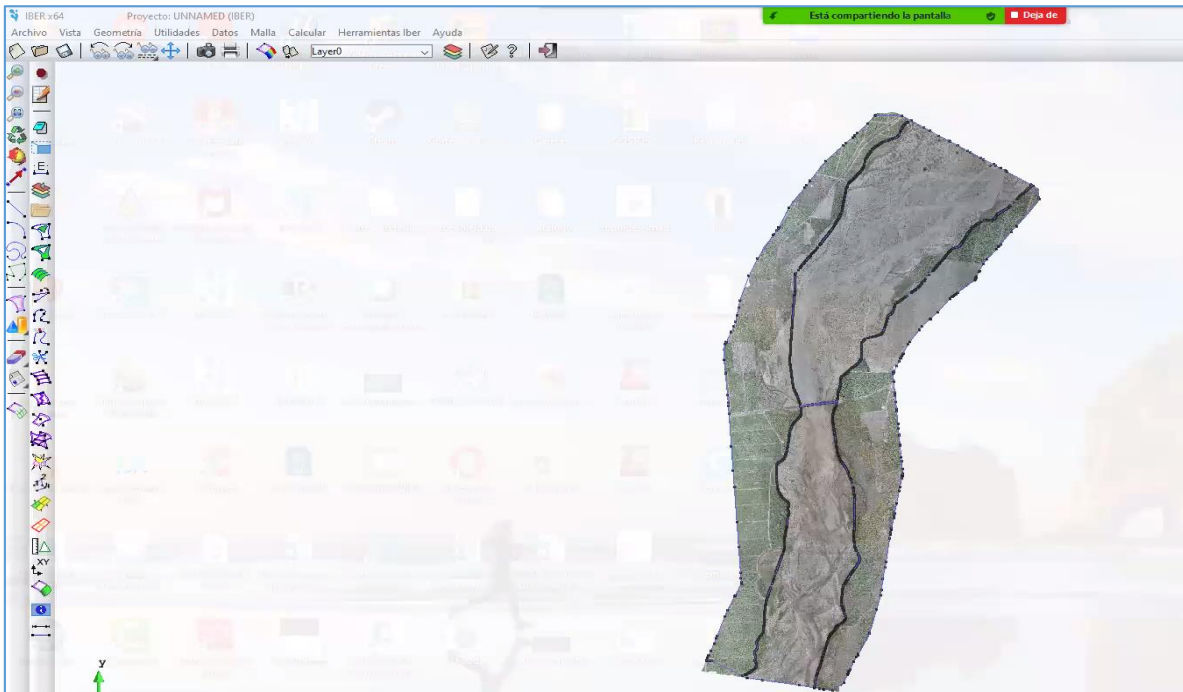 IBER x64 Proyecto: UNNAMED (IBER)
Está compartiendo la pantalla Deja de
Archivo Vista Geometría Utilidades Datos Malla Calcular Herramientas Iber Ayuda
Layer0
E
XY
y